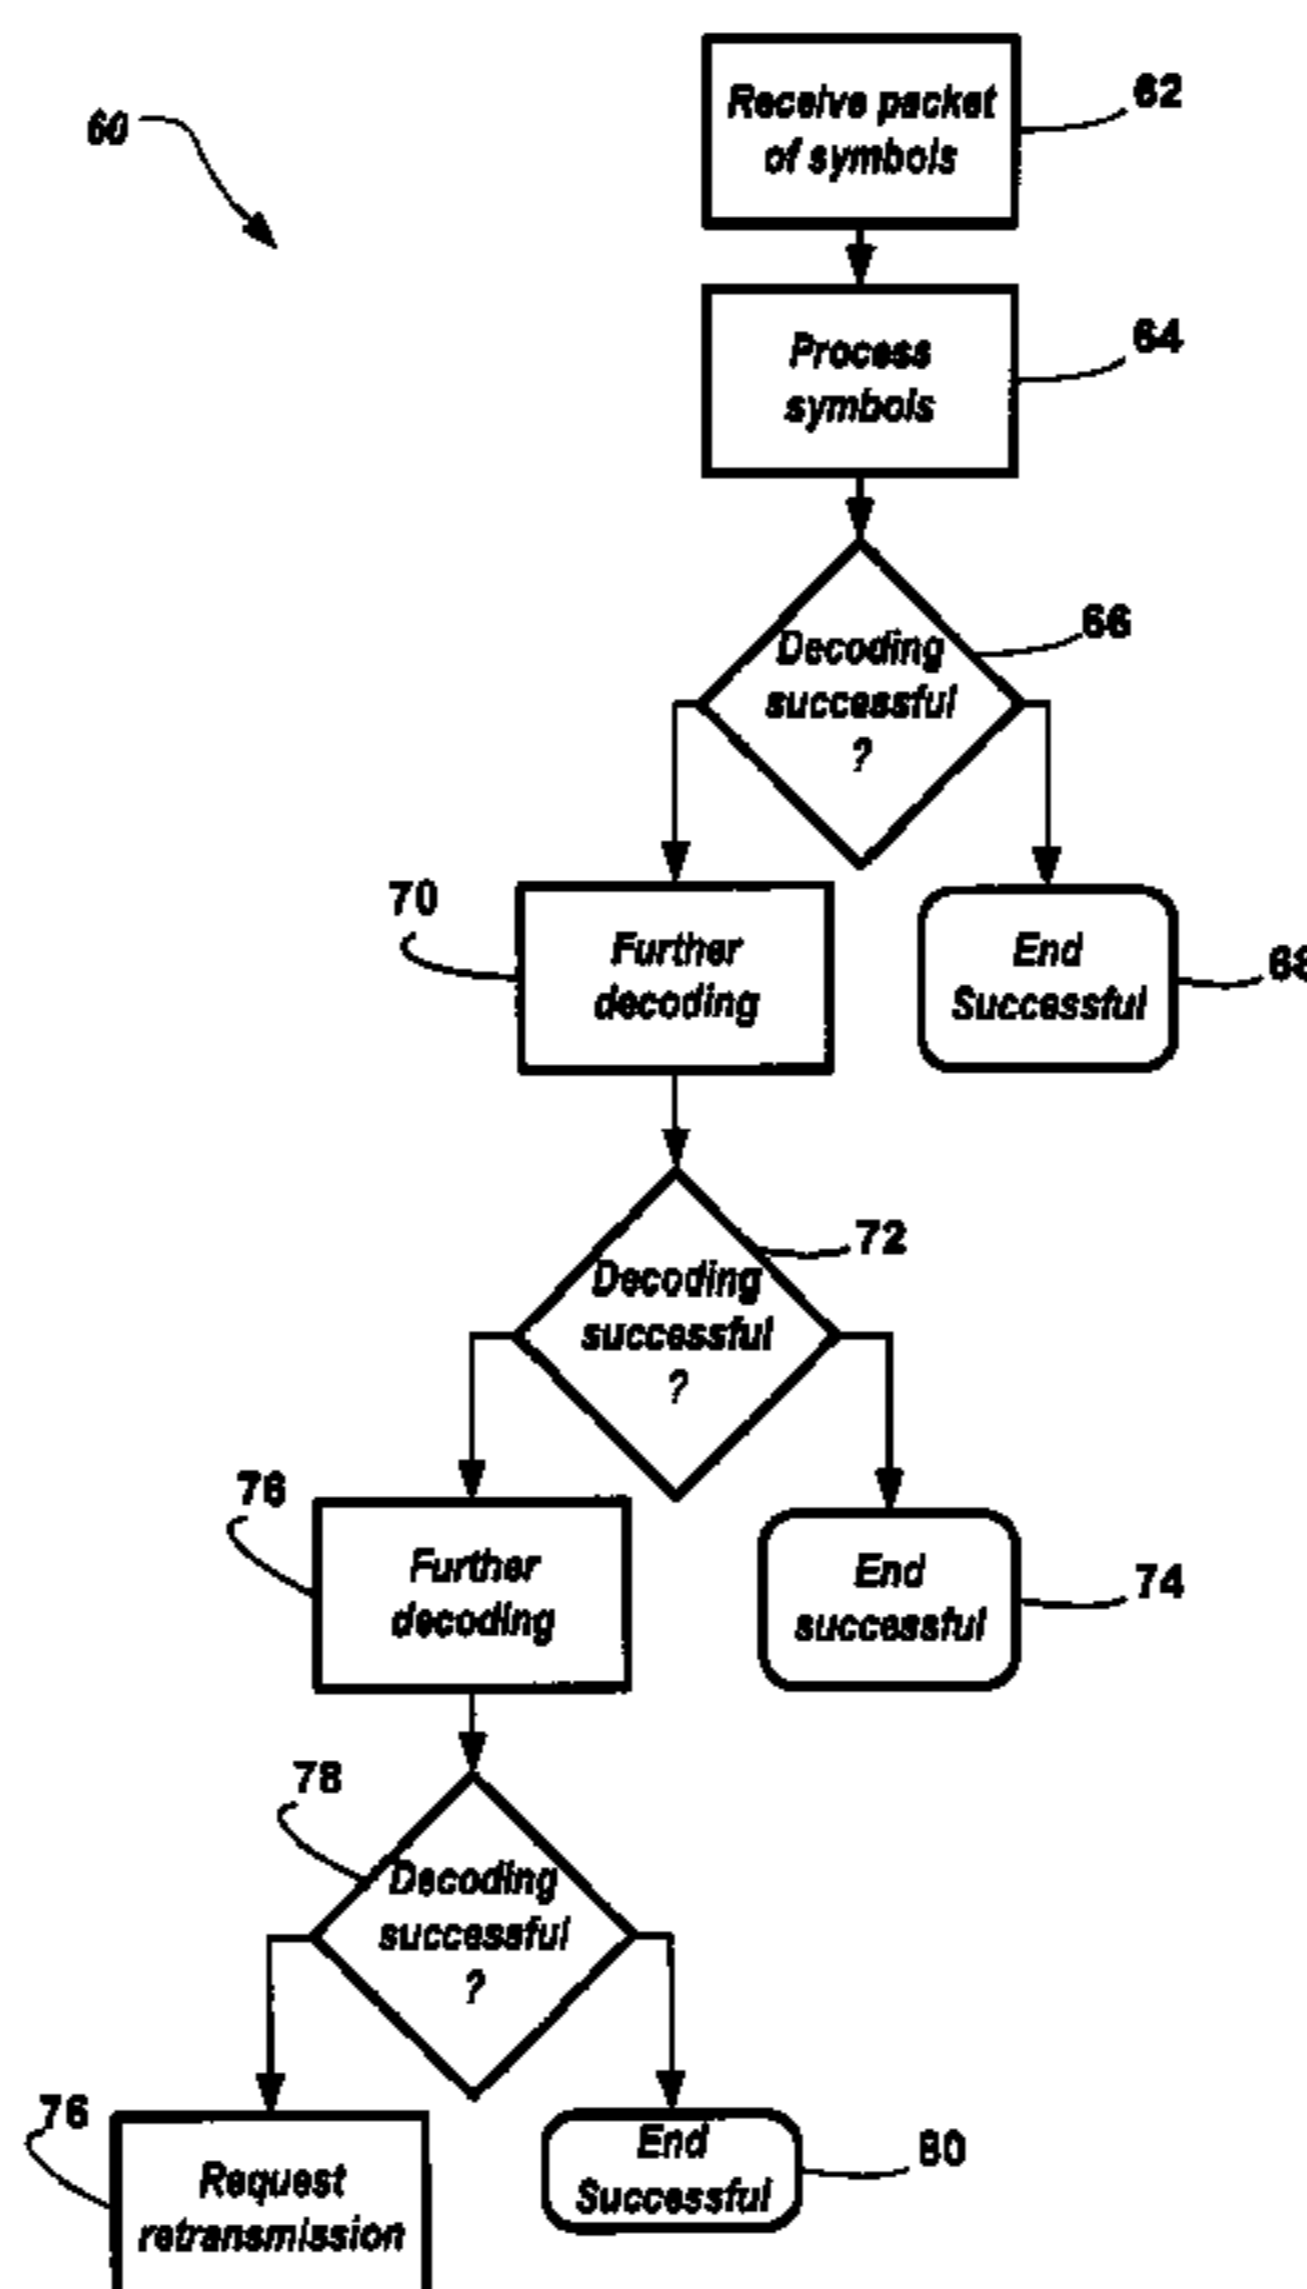 60
Receive packet
of symbols
62
Process
symbols
64
Decoding
successful
?
66
70
Further
decoding
End
Successful
68
Decoding
successful
?
72
76
Further
decoding
End
successful
74
78
Decoding
successful
?
76
Request
retransmission
End
Successful
80